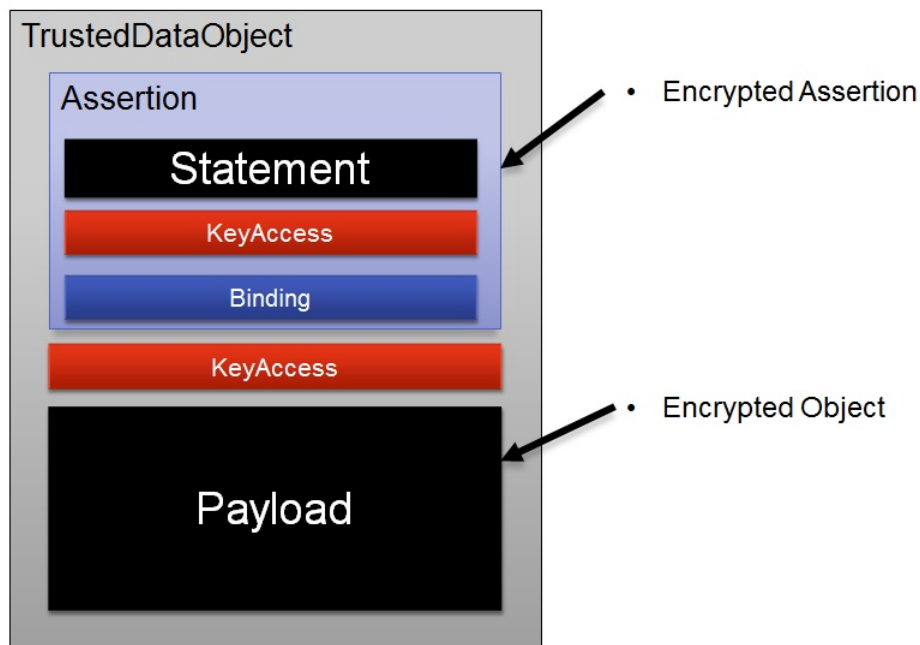 TrustedDataObject
Assertion
• Encrypted Assertion
Statement
KeyAccess
Binding
KeyAccess
• Encrypted Object
Payload